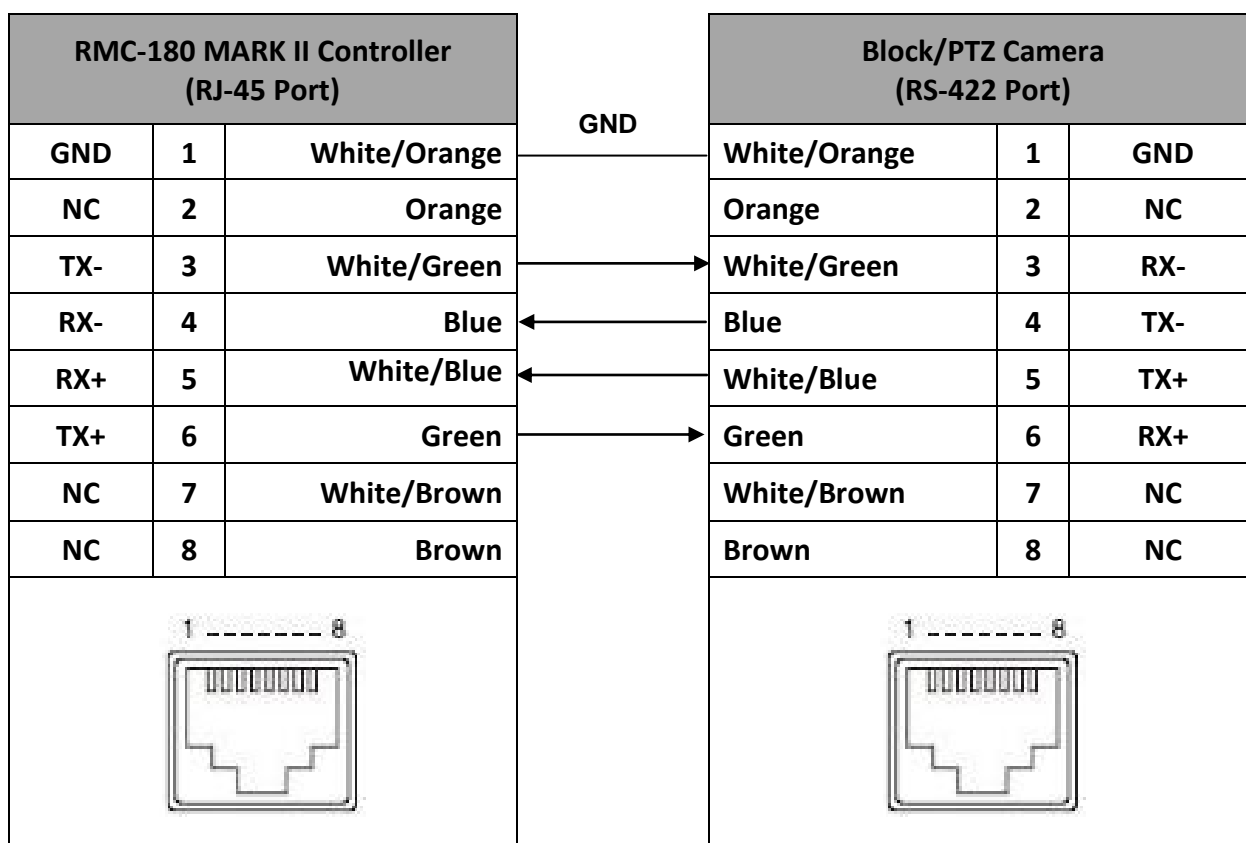 RMC-180 MARK II Controller
(RJ-45 Port)
Block/PTZ Camera
(RS-422 Port)
GND
GND 1 White/Orange White/Orange 1 GND
NC 2 Orange Orange 2 NC
TX- 3 White/Green White/Green 3 RX-
RX- 4 Blue Blue 4 TX-
RX+ 5 White/Blue White/Blue 5 TX+
TX+ 6 Green Green 6 RX+
NC 7 White/Brown White/Brown 7 NC
NC 8 Brown Brown 8 NC
1 ------- 8 1 ------- 8